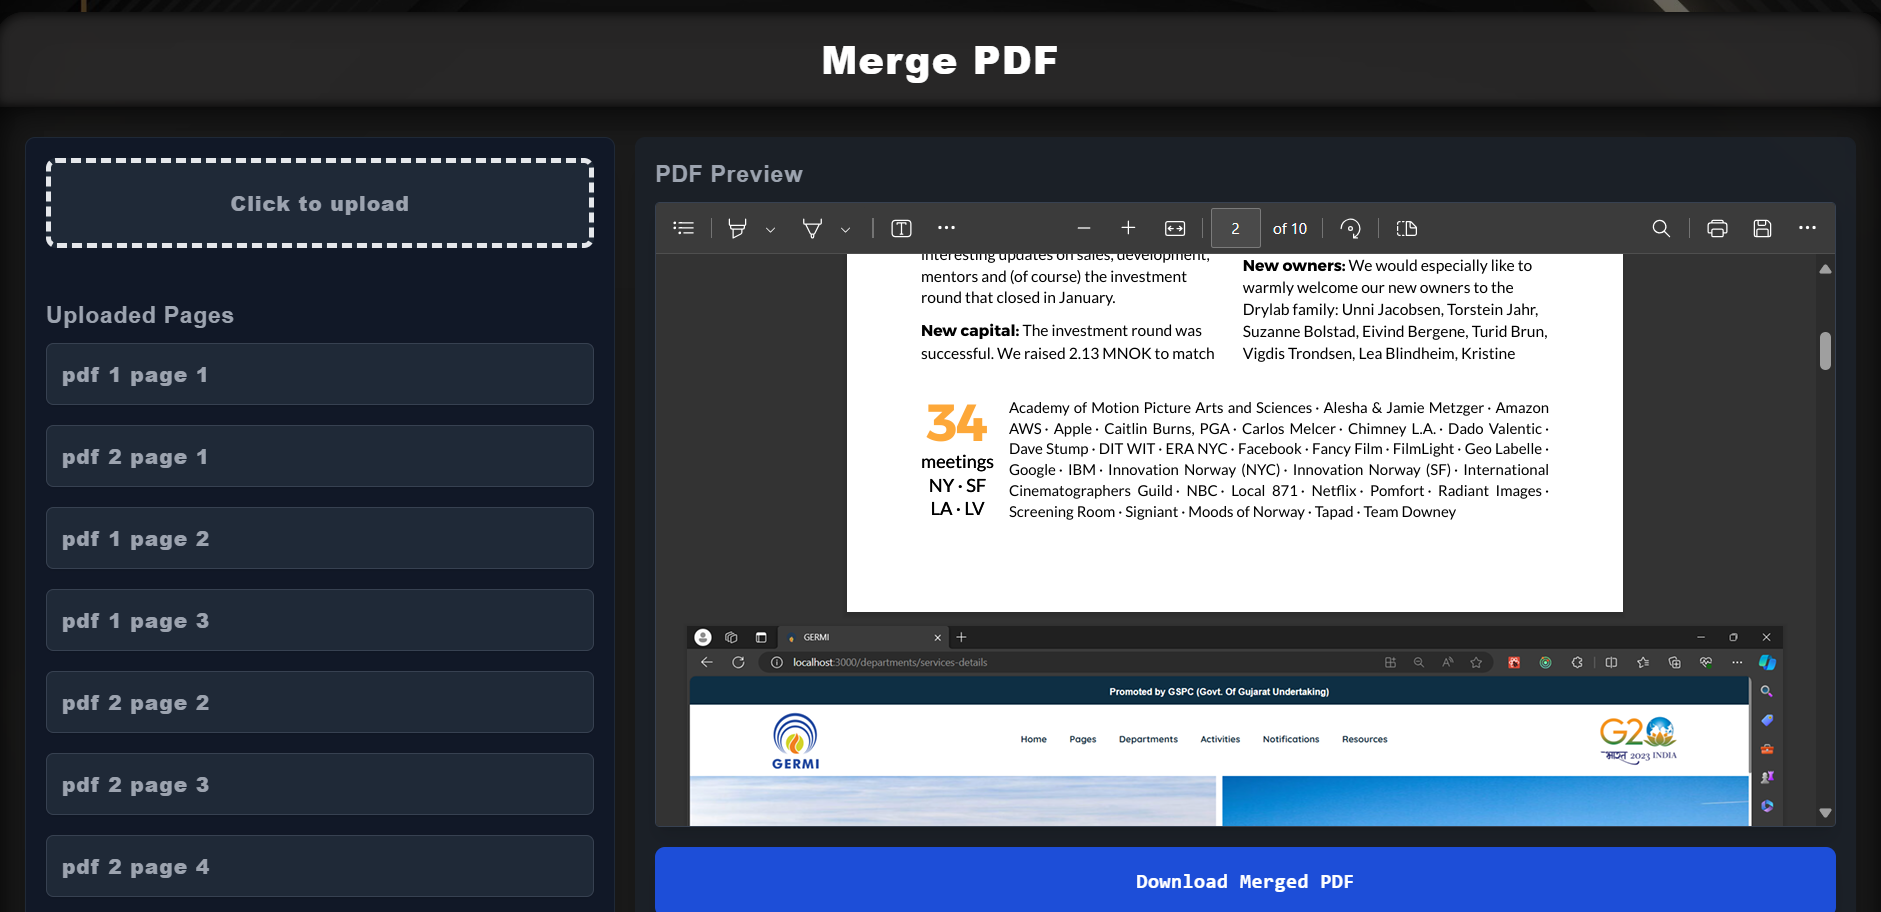 Merge PDF
Click to upload
Uploaded Pages
pdf 1 page 1
pdf 2 page 1
pdf 1 page 2
pdf 1 page 3
pdf 2 page 2
pdf 2 page 3
pdf 2 page 4
PDF Preview
2 of 10
interesting updates on sales, development,
mentors and (of course) the investment
round that closed in January.
New capital: The investment round was
successful. We raised 2.13 MNOK to match
New owners: We would especially like to
warmly welcome our new owners to the
Drylab family: Unni Jacobsen, Torstein Jahr,
Suzanne Bolstad, Eivind Bergene, Turid Brun,
Vigdis Trondsen, Lea Blindheim, Kristine
34
meetings
NY · SF
LA · LV
Academy of Motion Picture Arts and Sciences · Alesha & Jamie Metzger · Amazon
AWS · Apple · Caitlin Burns, PGA · Carlos Melcer · Chimney L.A. · Dado Valentic ·
Dave Stump · DIT WIT · ERA NYC · Facebook · Fancy Film · FilmLight · Geo Labelle ·
Google · IBM · Innovation Norway (NYC) · Innovation Norway (SF) · International
Cinematographers Guild · NBC · Local 871 · Netflix · Pomfort · Radiant Images ·
Screening Room · Signiant · Moods of Norway · Tapad · Team Downey
GERMI
localhost:3000/departments/services-details
Promoted by GSPC (Govt. Of Gujarat Undertaking)
GERMI
Home Pages Departments Activities Notifications Resources
G20
भारत 2023 INDIA
Download Merged PDF